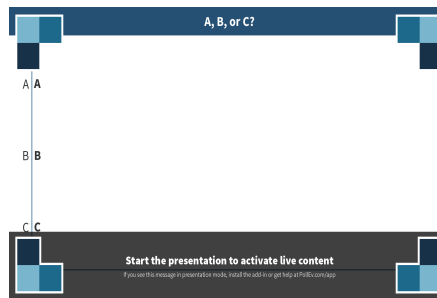 A, B, or C?
A A
B B
C C
Start the presentation to activate live content
If you see this message in presentation mode, install the add-in or get help at PollEv.com/app